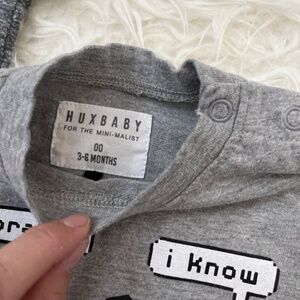 HUXBABY
FOR THE MINI-MALIST
00
3-6 MONTHS
i Know